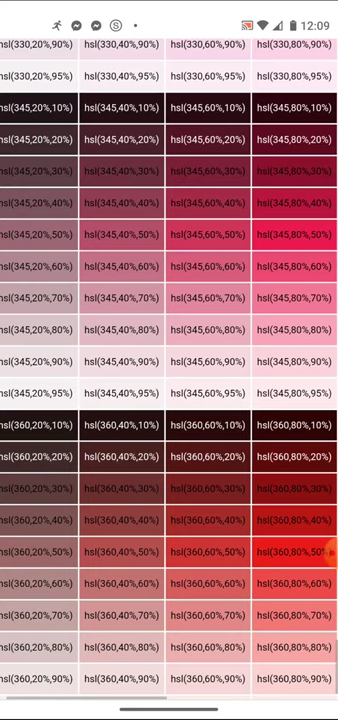 12:09
hsl(330,20%,90%) hsl(330,40%,90%) hsl(330,60%,90%) hsl(330,80%,90%)
hsl(330,20%,95%) hsl(330,40%,95%) hsl(330,60%,95%) hsl(330,80%,95%)
hsl(345,20%,10%) hsl(345,40%,10%) hsl(345,60%,10%) hsl(345,80%,10%)
hsl(345,20%,20%) hsl(345,40%,20%) hsl(345,60%,20%) hsl(345,80%,20%)
hsl(345,20%,30%) hsl(345,40%,30%) hsl(345,60%,30%) hsl(345,80%,30%)
hsl(345,20%,40%) hsl(345,40%,40%) hsl(345,60%,40%) hsl(345,80%,40%)
hsl(345,20%,50%) hsl(345,40%,50%) hsl(345,60%,50%) hsl(345,80%,50%)
hsl(345,20%,60%) hsl(345,40%,60%) hsl(345,60%,60%) hsl(345,80%,60%)
hsl(345,20%,70%) hsl(345,40%,70%) hsl(345,60%,70%) hsl(345,80%,70%)
hsl(345,20%,80%) hsl(345,40%,80%) hsl(345,60%,80%) hsl(345,80%,80%)
hsl(345,20%,90%) hsl(345,40%,90%) hsl(345,60%,90%) hsl(345,80%,90%)
hsl(345,20%,95%) hsl(345,40%,95%) hsl(345,60%,95%) hsl(345,80%,95%)
hsl(360,20%,10%) hsl(360,40%,10%) hsl(360,60%,10%) hsl(360,80%,10%)
hsl(360,20%,20%) hsl(360,40%,20%) hsl(360,60%,20%) hsl(360,80%,20%)
hsl(360,20%,30%) hsl(360,40%,30%) hsl(360,60%,30%) hsl(360,80%,30%)
hsl(360,20%,40%) hsl(360,40%,40%) hsl(360,60%,40%) hsl(360,80%,40%)
hsl(360,20%,50%) hsl(360,40%,50%) hsl(360,60%,50%) hsl(360,80%,50%
hsl(360,20%,60%) hsl(360,40%,60%) hsl(360,60%,60%) hsl(360,80%,60%)
hsl(360,20%,70%) hsl(360,40%,70%) hsl(360,60%,70%) hsl(360,80%,70%)
hsl(360,20%,80%) hsl(360,40%,80%) hsl(360,60%,80%) hsl(360,80%,80%)
hsl(360,20%,90%) hsl(360,40%,90%) hsl(360,60%,90%) hsl(360,80%,90%)